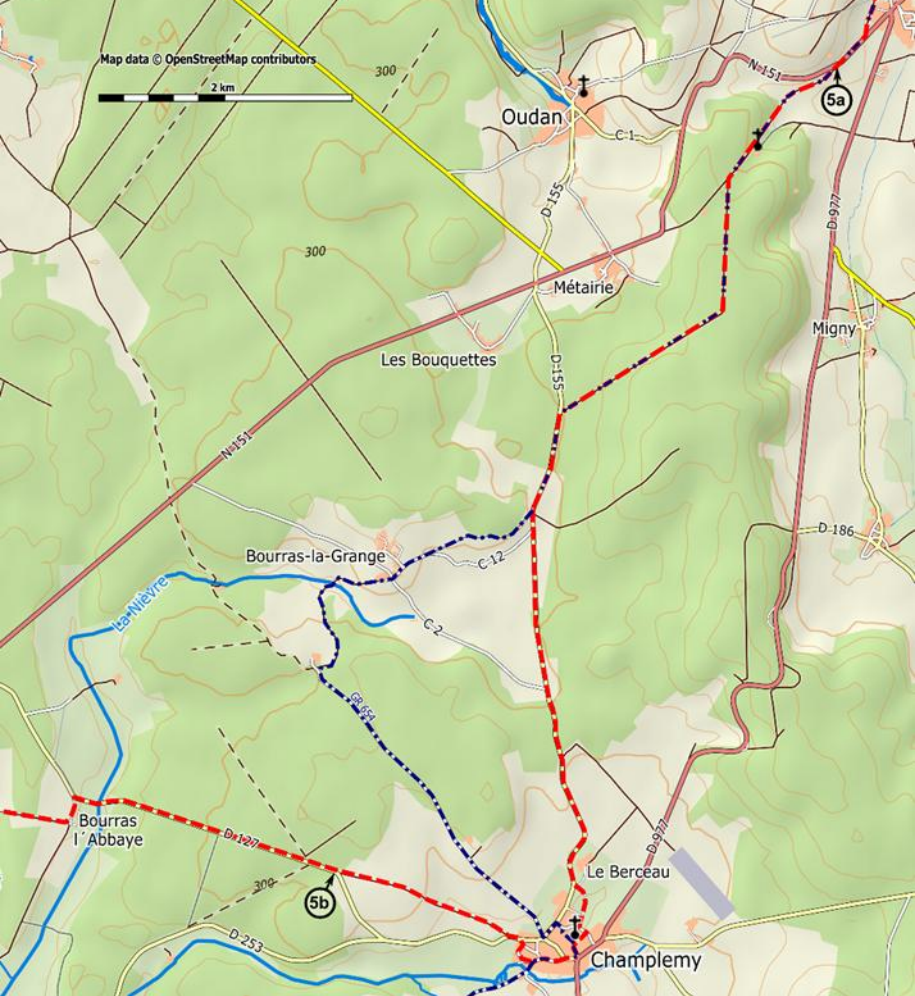 Map data © OpenStreetMap contributors
2 km
300
N 151
5a
Oudan
C 1
D-155
D-977
300
Métairie
Migny
Les Bouquettes
D-155
N 151
D 186
Bourras-la-Grange
C 12
La Nièvre
C-2
GR 654
Bourras
l´Abbaye
D 127
D-977
Le Berceau
300
5b
D-253
Champlemy